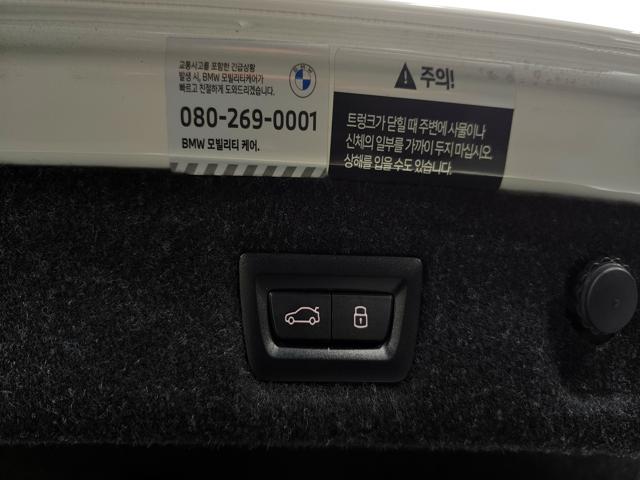 교통사고를 포함한 긴급상황
발생 시, BMW 모빌리티케어가
빠르고 친절하게 도와드리겠습니다.
080-269-0001
BMW 모빌리티 케어.
BMW
주의!
트렁크가 닫힐 때 주변에 사물이나
신체의 일부를 가까이 두지 마십시오.
상해를 입을 수도 있습니다.